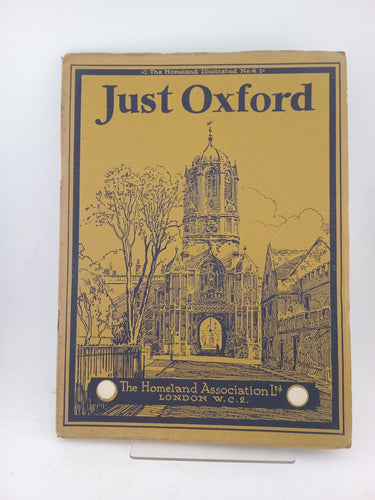 The Homeland Illustrated No. 6
Just Oxford
The Homeland Association Ltd
LONDON W.C.2.